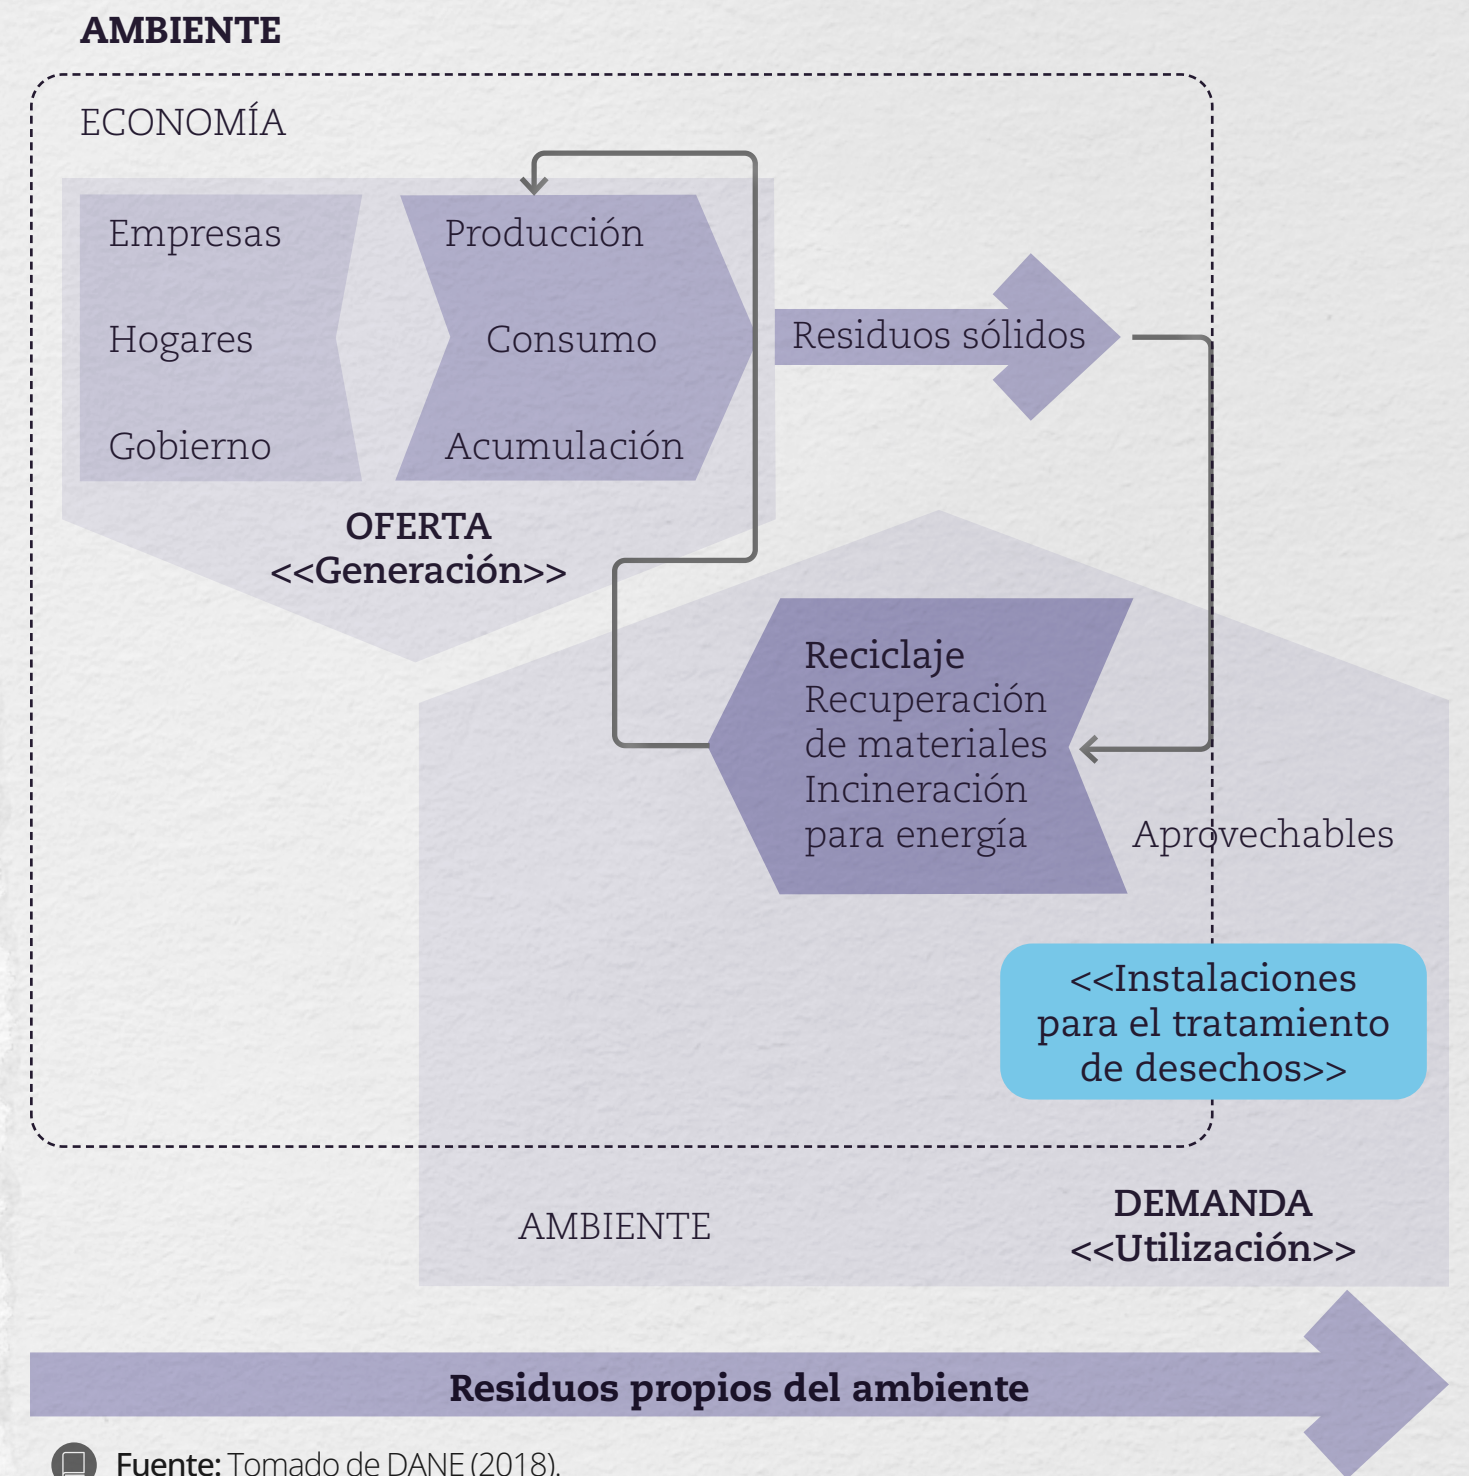 AMBIENTE
ECONOMÍA
Empresas
Hogares
Gobierno
Producción
Consumo
Acumulación
Residuos sólidos
OFERTA
<<Generación>>
Reciclaje
Recuperación
de materiales
Incineración
para energía
Aprovechables
<<Instalaciones
para el tratamiento
de desechos>>
AMBIENTE
DEMANDA
<<Utilización>>
Residuos propios del ambiente
Fuente: Tomado de DANE (2018).